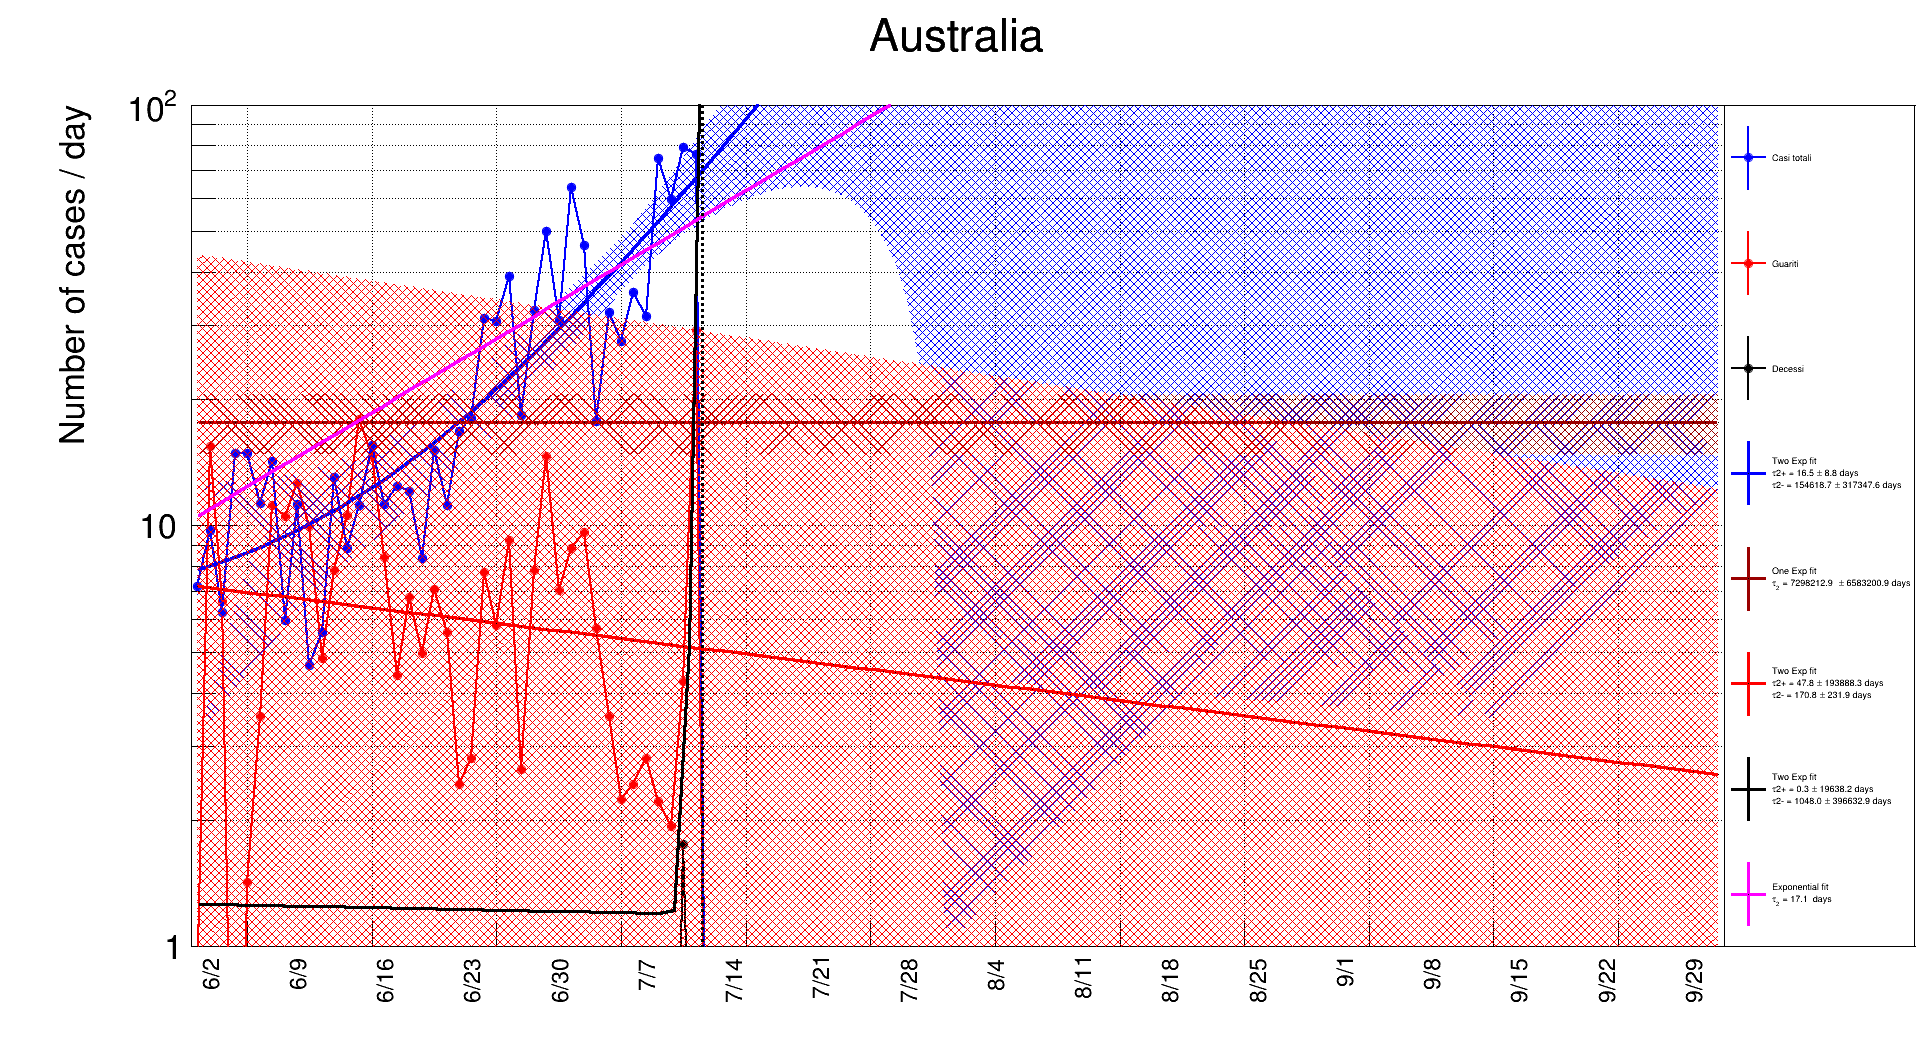 Australia
Number of cases / day
10²
10
1
6/2
6/9
6/16
6/23
6/30
7/7
7/14
7/21
7/28
8/4
8/11
8/18
8/25
9/1
9/8
9/15
9/22
9/29
Casi totali
Guariti
Decessi
Two Exp fit
τ2+ = 16.5 ± 8.8 days
τ2- = 154618.7 ± 317347.6 days
One Exp fit
τ₂ = 7298212.9 ± 6583200.9 days
Two Exp fit
τ2+ = 47.8 ± 193888.3 days
τ2- = 170.8 ± 231.9 days
Two Exp fit
τ2+ = 0.3 ± 19638.2 days
τ2- = 1048.0 ± 396632.9 days
Exponential fit
τ₂ = 17.1 days